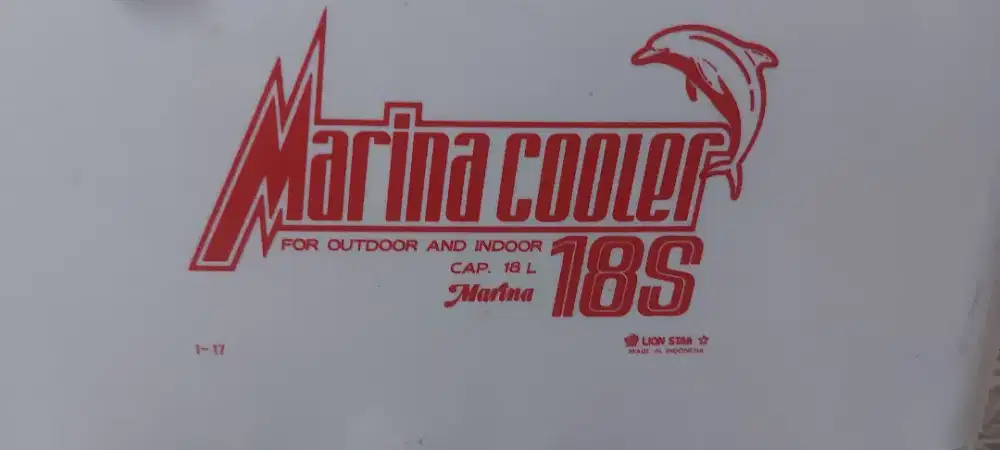 Marina cooler
FOR OUTDOOR AND INDOOR
CAP. 18 L
18S
Marina
1-17
LION STAR
MADE IN INDONESIA